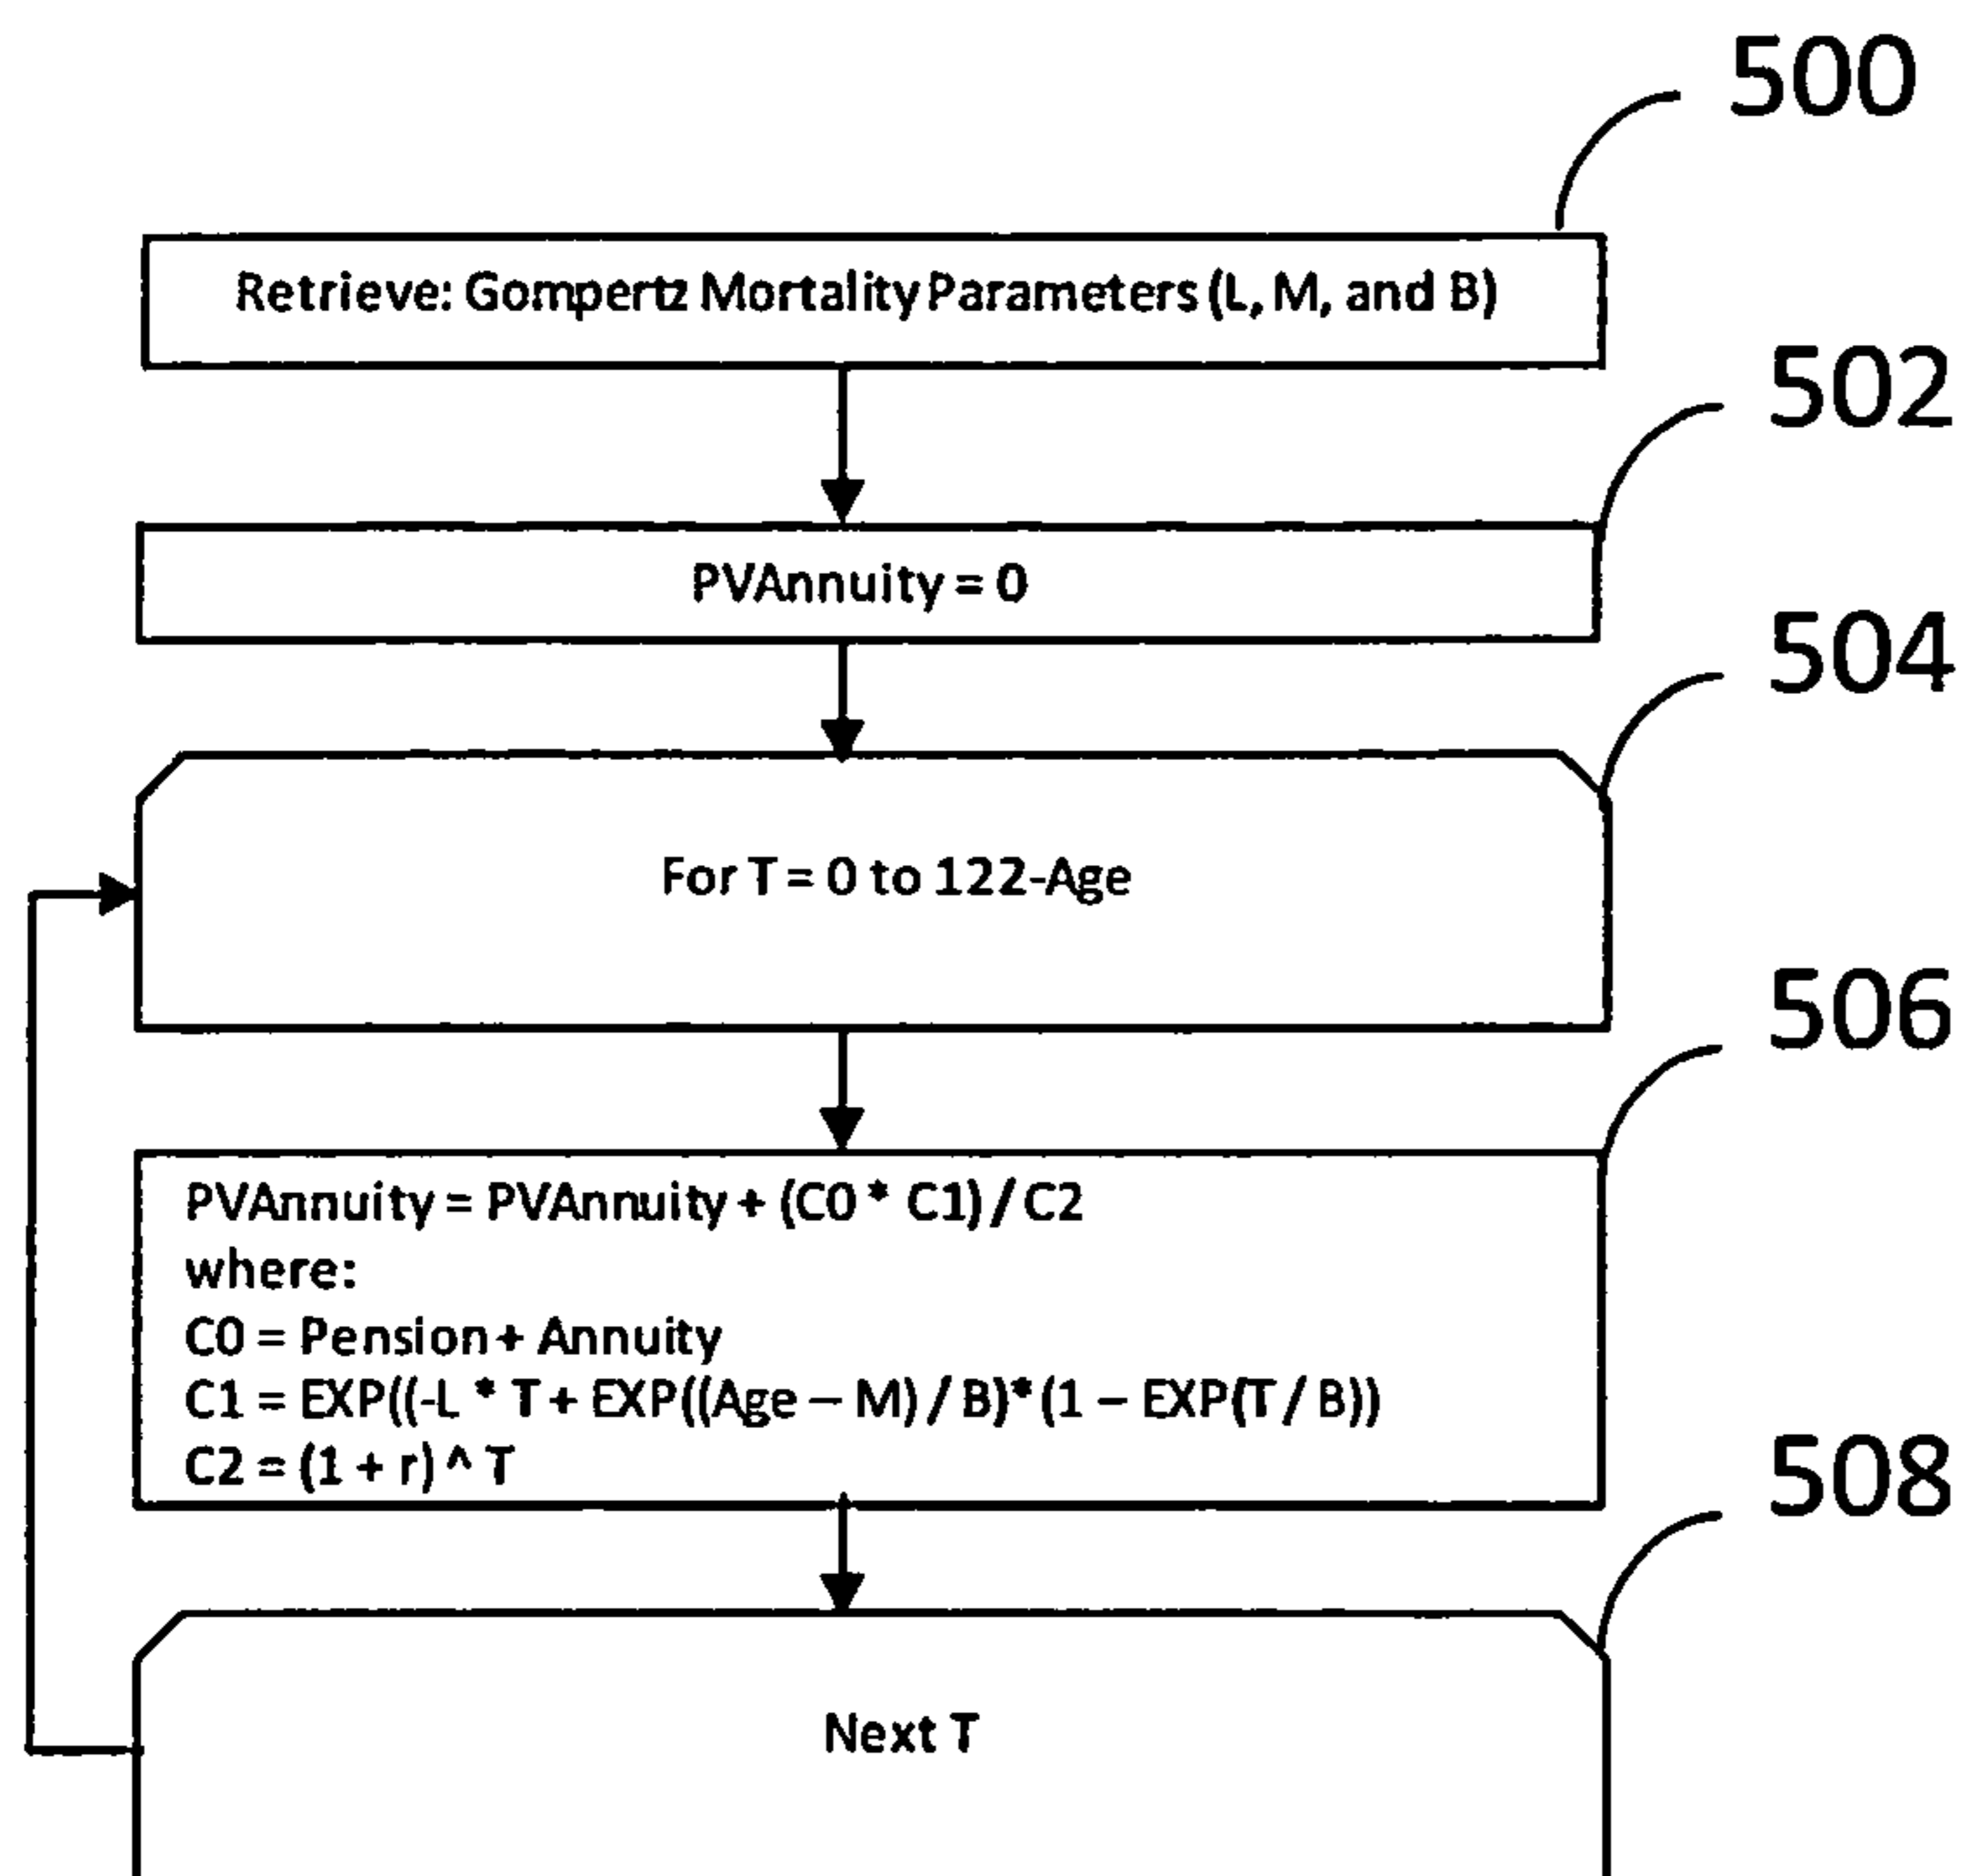 500
Retrieve: Gompertz Mortality Parameters (L, M, and B)
502
PVAnnuity = 0
504
For T = 0 to 122-Age
506
PVAnnuity = PVAnnuity + (C0 * C1) / C2
where:
C0 = Pension + Annuity
C1 = EXP((-L * T + EXP((Age – M) / B)*(1 – EXP(T / B))
C2 = (1 + r) ^ T
508
Next T